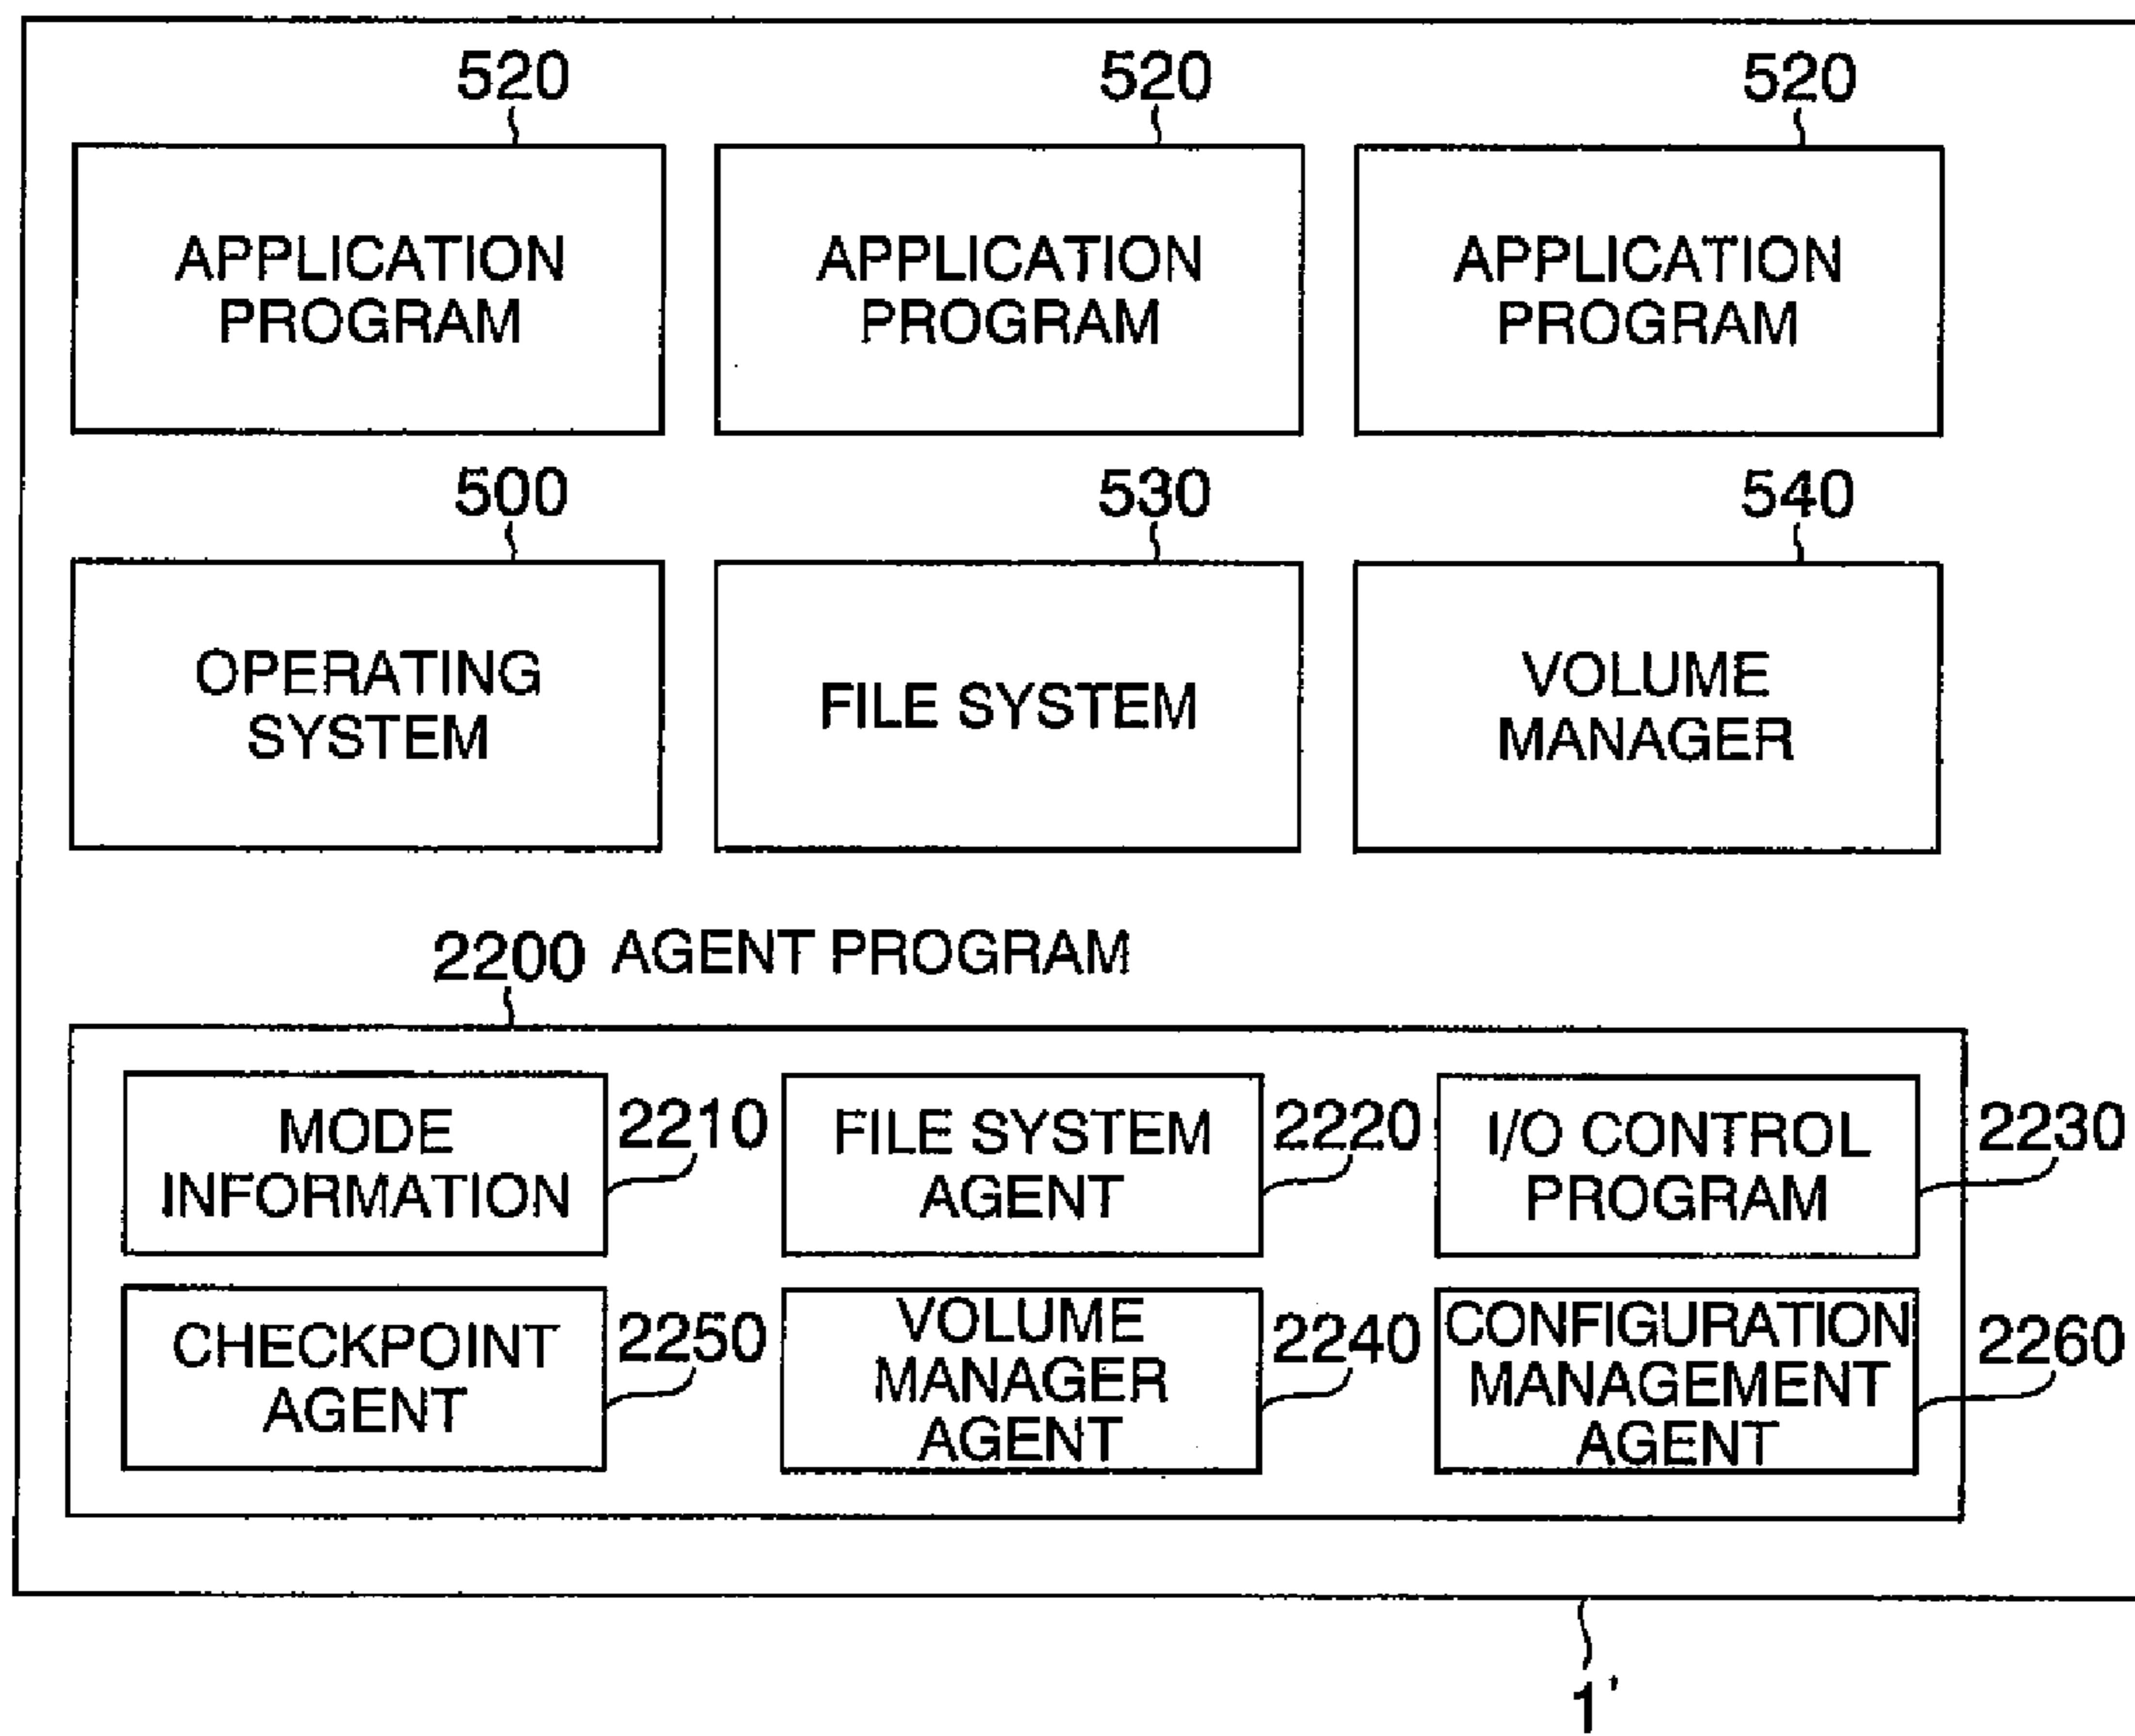 520 520 520
APPLICATION PROGRAM
APPLICATION PROGRAM
APPLICATION PROGRAM
500 530 540
OPERATING SYSTEM
FILE SYSTEM
VOLUME MANAGER
2200 AGENT PROGRAM
MODE INFORMATION
2210
FILE SYSTEM AGENT
2220
I/O CONTROL PROGRAM
2230
CHECKPOINT AGENT
2250
VOLUME MANAGER AGENT
2240
CONFIGURATION MANAGEMENT AGENT
2260
1'